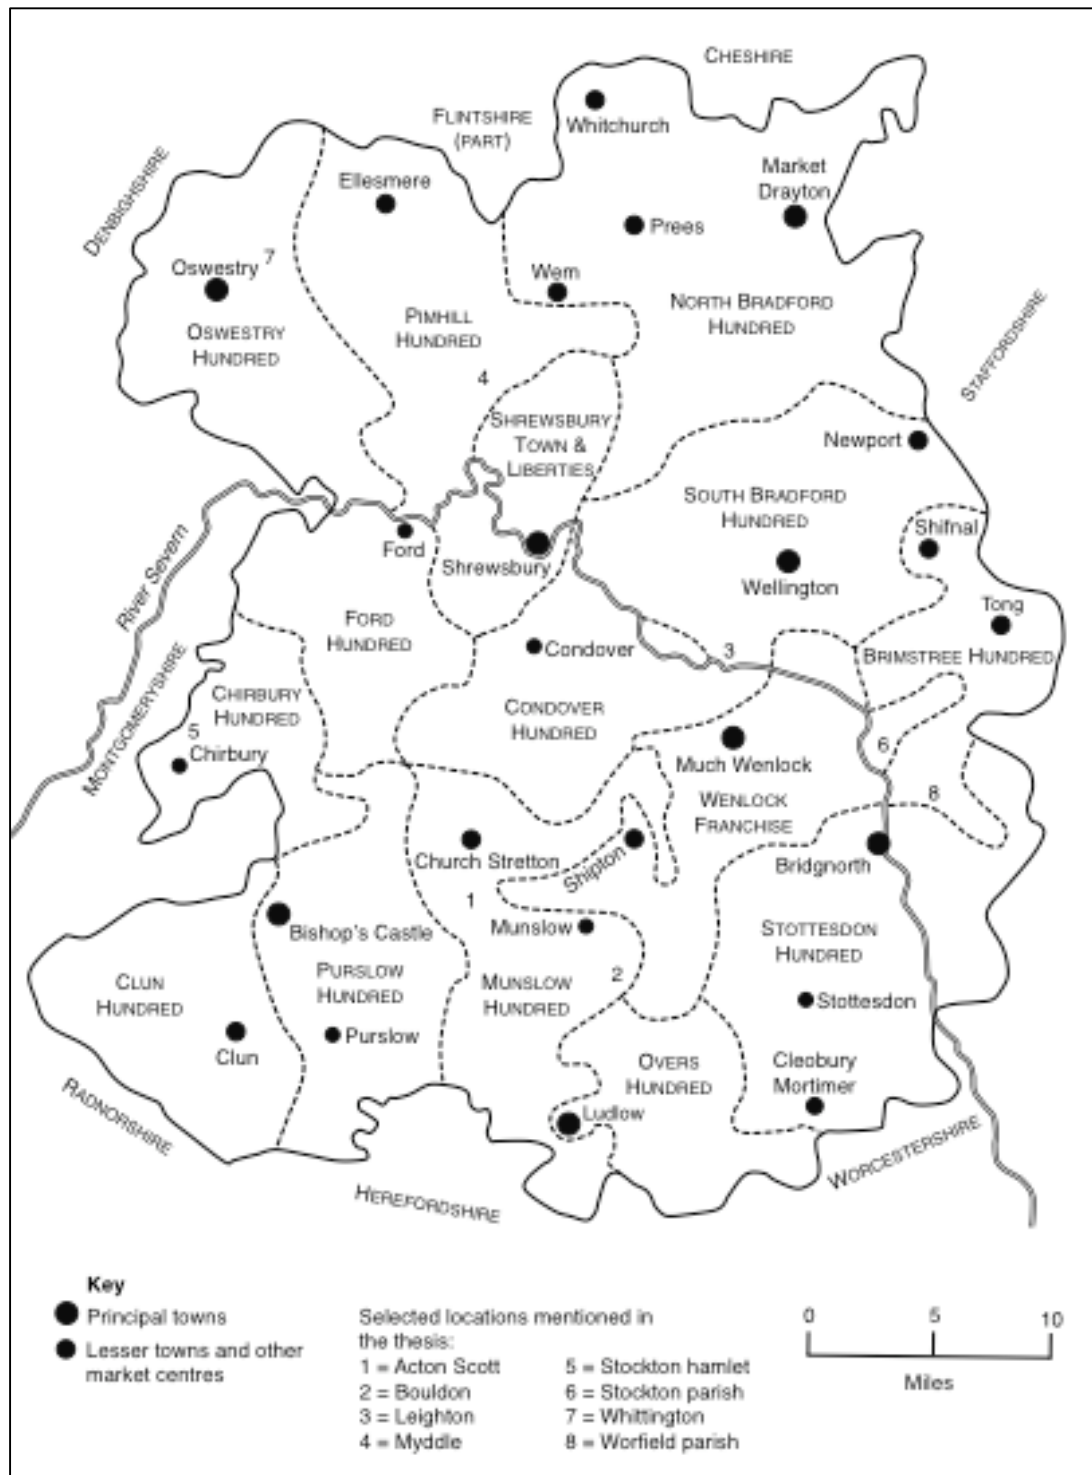 CHESHIRE
FLINTSHIRE
(PART)
Whitchurch
DENBIGHSHIRE
Ellesmere
Market
Drayton
Prees
Oswestry 7
Wem
OSWESTRY
HUNDRED
PIMHILL
HUNDRED
NORTH BRADFORD
HUNDRED
STAFFORDSHIRE
4
SHREWSBURY
TOWN &
LIBERTIES
Newport
SOUTH BRADFORD
HUNDRED
Shifnal
River Severn
Ford
Shrewsbury
Wellington
Tong
FORD
HUNDRED
Condover
3
BRIMSTREE HUNDRED
MONTGOMERYSHIRE
CHIRBURY
HUNDRED
CONDOVER
HUNDRED
5
Chirbury
6
Much Wenlock
WENLOCK
FRANCHISE
8
Church Stretton
Shipton
Bridgnorth
1
Bishop's Castle
Munslow
STOTTESDON
HUNDRED
CLUN
HUNDRED
PURSLOW
HUNDRED
MUNSLOW
HUNDRED
2
Stottesdon
Clun
Purslow
OVERS
HUNDRED
Cleobury
Mortimer
RADNORSHIRE
Ludlow
WORCESTERSHIRE
HEREFORDSHIRE
Key
Principal towns
Lesser towns and other
market centres
Selected locations mentioned in
the thesis:
1 = Acton Scott
2 = Bouldon
3 = Leighton
4 = Myddle
5 = Stockton hamlet
6 = Stockton parish
7 = Whittington
8 = Worfield parish
0 5 10
Miles